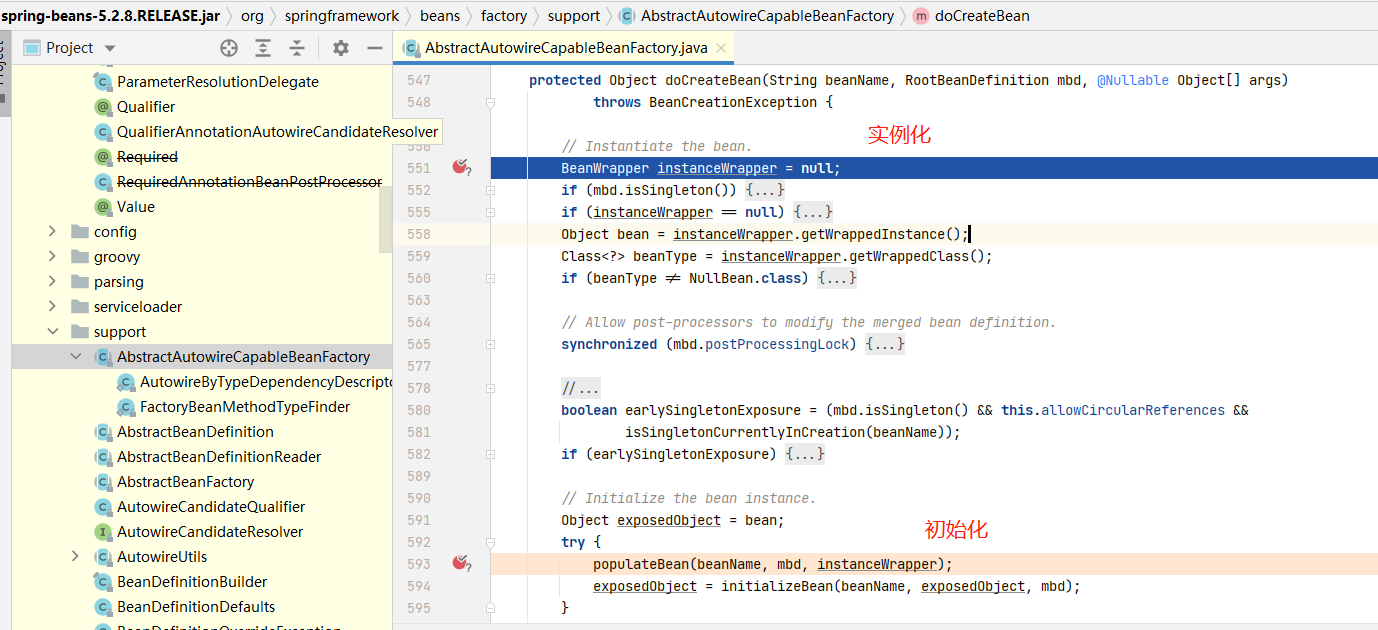 spring-beans-5.2.8.RELEASE.jar 〉 org 〉 springframework 〉 beans 〉 factory 〉 support 〉 C AbstractAutowireCapableBeanFactory 〉 m doCreateBean
Project
AbstractAutowireCapableBeanFactory.java
ParameterResolutionDelegate
Qualifier
QualifierAnnotationAutowireCandidateResolver
Required
RequiredAnnotationBeanPostProcessor
Value
config
groovy
parsing
serviceloader
support
AbstractAutowireCapableBeanFactory
AutowireByTypeDependencyDescripto
FactoryBeanMethodTypeFinder
AbstractBeanDefinition
AbstractBeanDefinitionReader
AbstractBeanFactory
AutowireCandidateQualifier
AutowireCandidateResolver
AutowireUtils
BeanDefinitionBuilder
BeanDefinitionDefaults
BeanDefinitionOverrideException
547 protected Object doCreateBean(String beanName, RootBeanDefinition mbd, @Nullable Object[] args)
548 throws BeanCreationException {
实例化
550 // Instantiate the bean.
551 BeanWrapper instanceWrapper = null;
552 if (mbd.isSingleton()) {...}
555 if (instanceWrapper == null) {...}
558 Object bean = instanceWrapper.getWrappedInstance();
559 Class<?> beanType = instanceWrapper.getWrappedClass();
560 if (beanType != NullBean.class) {...}
563
564 // Allow post-processors to modify the merged bean definition.
565 synchronized (mbd.postProcessingLock) {...}
577
578 //...
580 boolean earlySingletonExposure = (mbd.isSingleton() && this.allowCircularReferences &&
581 isSingletonCurrentlyInCreation(beanName));
582 if (earlySingletonExposure) {...}
589
590 // Initialize the bean instance.
591 Object exposedObject = bean;
初始化
592 try {
593 populateBean(beanName, mbd, instanceWrapper);
594 exposedObject = initializeBean(beanName, exposedObject, mbd);
595 }